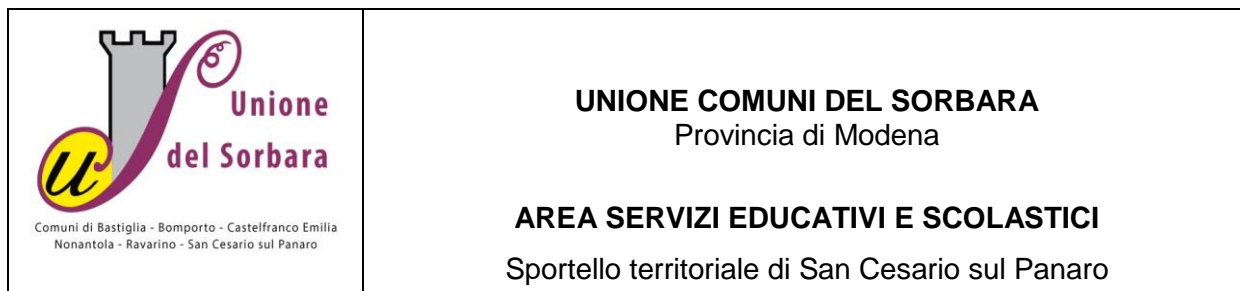 Unione
del Sorbara
u
Comuni di Bastiglia - Bomporto - Castelfranco Emilia
Nonantola - Ravarino - San Cesario sul Panaro
UNIONE COMUNI DEL SORBARA
Provincia di Modena
AREA SERVIZI EDUCATIVI E SCOLASTICI
Sportello territoriale di San Cesario sul Panaro